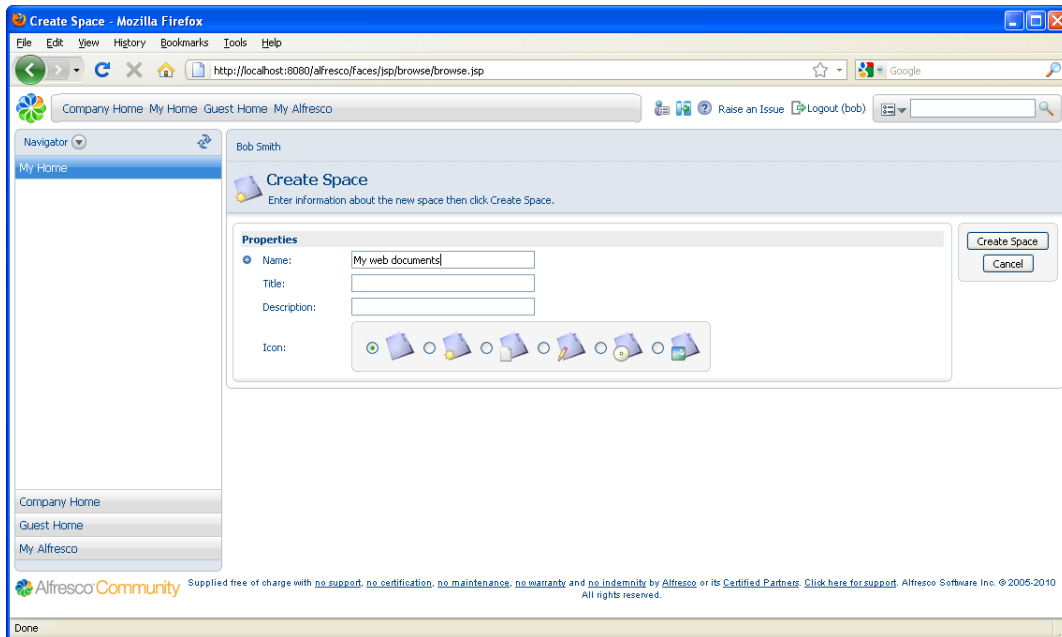 Create Space - Mozilla Firefox
File Edit View History Bookmarks Tools Help
http://localhost:8080/alfresco/faces/jsp/browse/browse.jsp
Google
Company Home My Home Guest Home My Alfresco
Raise an Issue Logout (bob)
Navigator
Bob Smith
My Home
Create Space
Enter information about the new space then click Create Space.
Properties
Create Space
Name: My web documents
Cancel
Title:
Description:
Icon:
Company Home
Guest Home
My Alfresco
Alfresco Community
Supplied free of charge with no support, no certification, no maintenance, no warranty and no indemnity by Alfresco or its Certified Partners. Click here for support. Alfresco Software Inc. © 2005-2010
All rights reserved.
Done